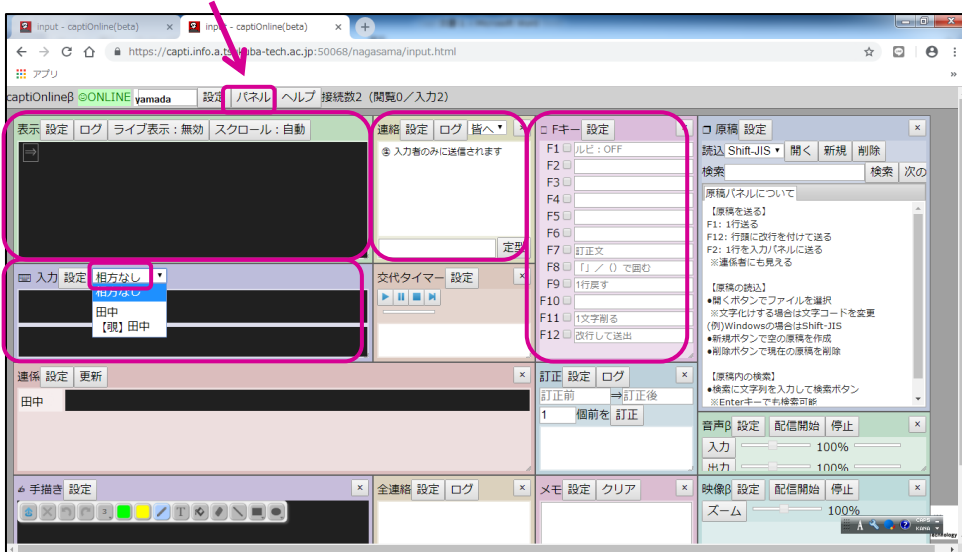 input - captiOnline(beta) × input - captiOnline(beta) ×
https://capti.info.a.tsukuba-tech.ac.jp:50068/nagasama/input.html
アプリ »
captiOnlineβ ☺ONLINE yamada 設定 パネル ヘルプ 接続数2（閲覧0／入力2）
表示 設定 ログ ライブ表示：無効 スクロール：自動
⇒
連絡 設定 ログ 皆へ ×
入力者のみに送信されます
定型
Fキー 設定 ×
F1 ルビ：OFF
F2
F3
F4
F5
F6
F7 訂正文
F8 「」／（）で囲む
F9 1行戻す
F10
F11 1文字削る
F12 改行して送出
原稿 設定 ×
読込 Shift-JIS 開く 新規 削除
検索 検索 次の
原稿パネルについて
【原稿を送る】
F1: 1行送る
F12: 行頭に改行を付けて送る
F2: 1行を入力パネルに送る
※連係者にも見える
【原稿の読込】
●開くボタンでファイルを選択
※文字化けする場合は文字コードを変更
(例)Windowsの場合はShift-JIS
●新規ボタンで空の原稿を作成
●削除ボタンで現在の原稿を削除
【原稿内の検索】
●検索に文字列を入力して検索ボタン
※Enterキーでも検索可能
入力 設定 相方なし
相方なし
田中
【覗】田中
交代タイマー 設定 ×
連係 設定 更新 ×
田中
訂正 設定 ログ ×
訂正前 ⇒訂正後
1 個前を 訂正
音声β 設定 配信開始 停止 ×
入力 100%
出力 100%
手描き 設定 ×
3
T
全連絡 設定 ログ ×
メモ 設定 クリア ×
映像β 設定 配信開始 停止 ×
ズーム 100%
A CAPS
KANA